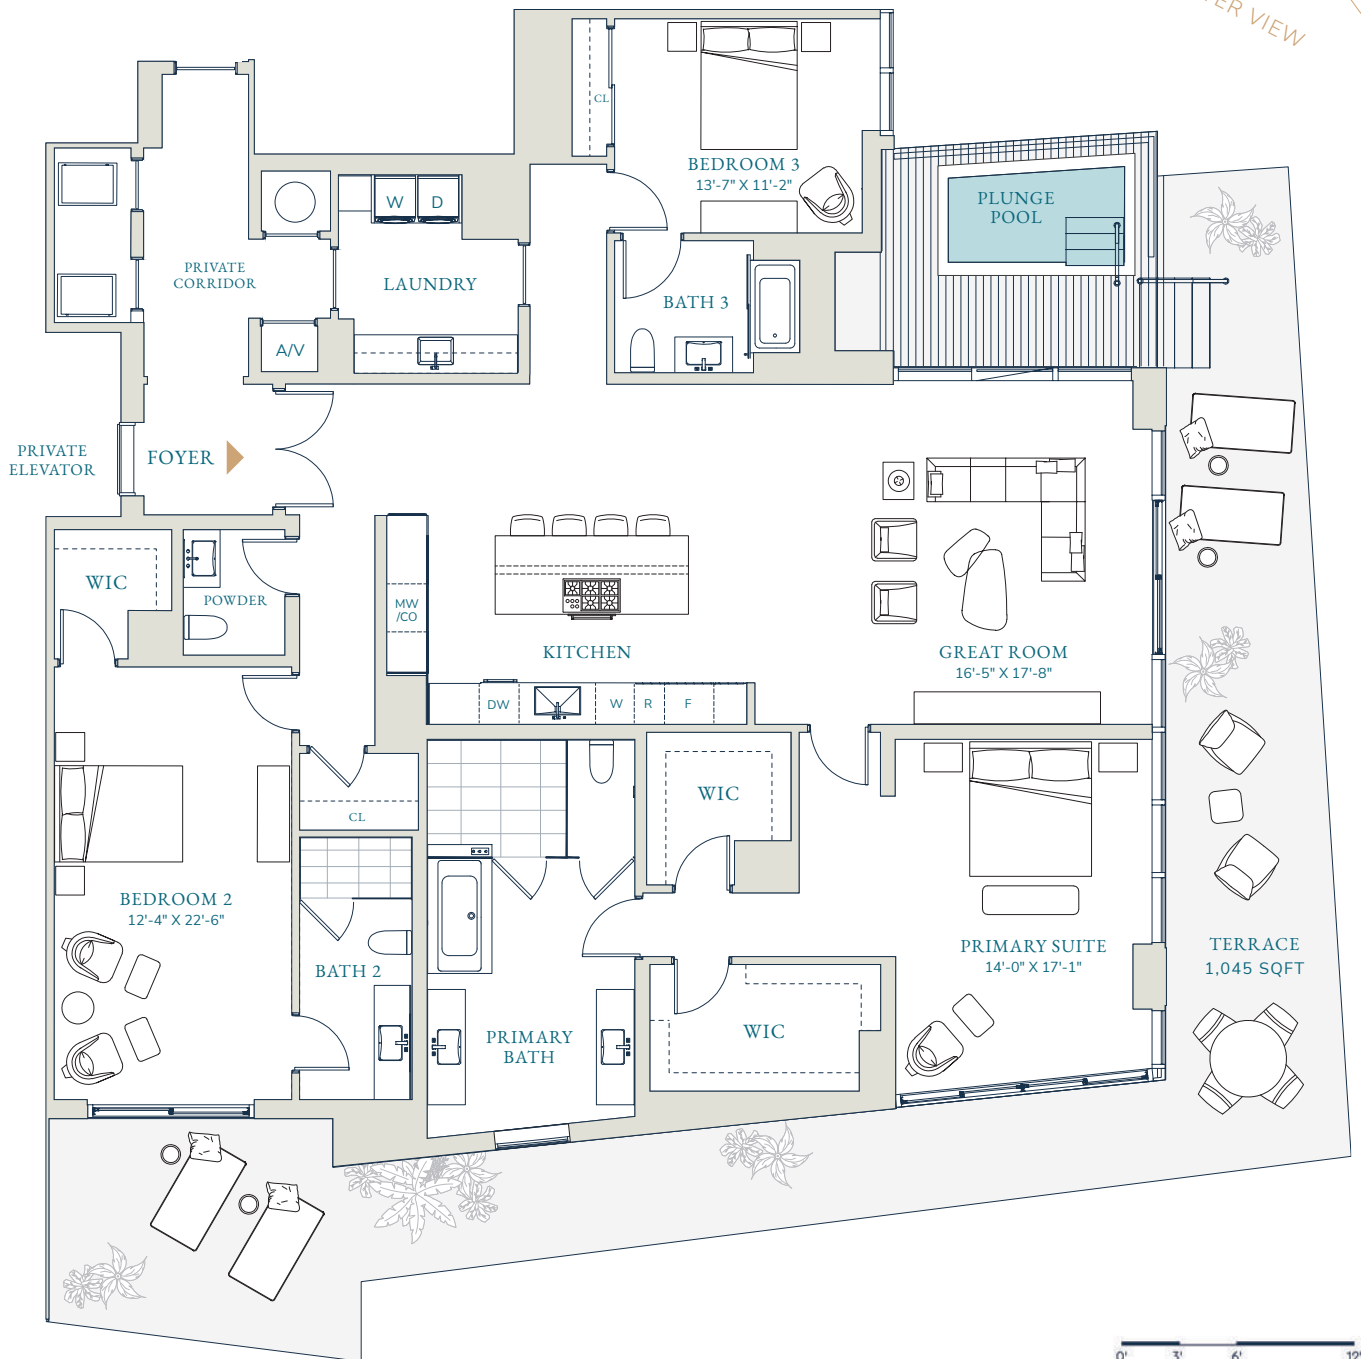 ER VIEW
CL
BEDROOM 3
13'-7" X 11'-2"
PLUNGE
POOL
W
D
PRIVATE
CORRIDOR
LAUNDRY
BATH 3
A/V
PRIVATE
ELEVATOR
FOYER
WIC
POWDER
MW
/CO
KITCHEN
GREAT ROOM
16'-5" X 17'-8"
DW
W
R
F
WIC
CL
BEDROOM 2
12'-4" X 22'-6"
BATH 2
PRIMARY SUITE
14'-0" X 17'-1"
TERRACE
1,045 SQFT
PRIMARY
BATH
WIC
0'
3'
6'
12'